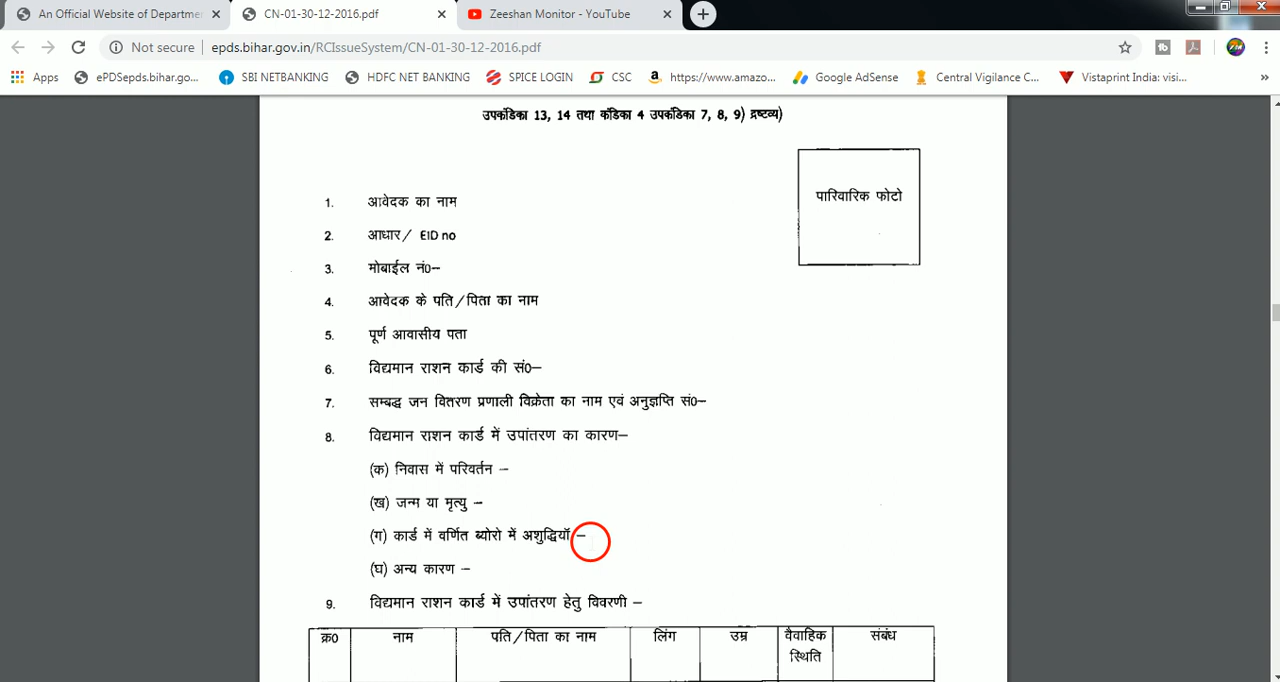 An Official Website of Departme
CN-01-30-12-2016.pdf
Zeeshan Monitor - YouTube
Not secure
epds.bihar.gov.in/RCIssueSystem/CN-01-30-12-2016.pdf
Apps
ePDSepds.bihar.go...
SBI NETBANKING
HDFC NET BANKING
SPICE LOGIN
CSC
https://www.amazo...
Google AdSense
Central Vigilance C...
Vistaprint India: visi...
उपकंडिका 13, 14 तथा कंडिका 4 उपकंडिका 7, 8, 9) द्रष्टव्य)
पारिवारिक फोटो
1. आवेदक का नाम
2. आधार/ EID no
3. मोबाईल नं0–
4. आवेदक के पति/पिता का नाम
5. पूर्ण आवासीय पता
6. विद्यमान राशन कार्ड की सं0–
7. सम्बद्ध जन वितरण प्रणाली विक्रेता का नाम एवं अनुज्ञप्ति सं0–
8. विद्यमान राशन कार्ड में उपांतरण का कारण–
(क) निवास में परिवर्तन –
(ख) जन्म या मृत्यु –
(ग) कार्ड में वर्णित ब्योरो में अशुद्धियॉ –
(घ) अन्य कारण –
9. विद्यमान राशन कार्ड में उपांतरण हेतु विवरणी –
क्र0 नाम पति/पिता का नाम लिंग उम्र वैवाहिक संबंध
स्थिति